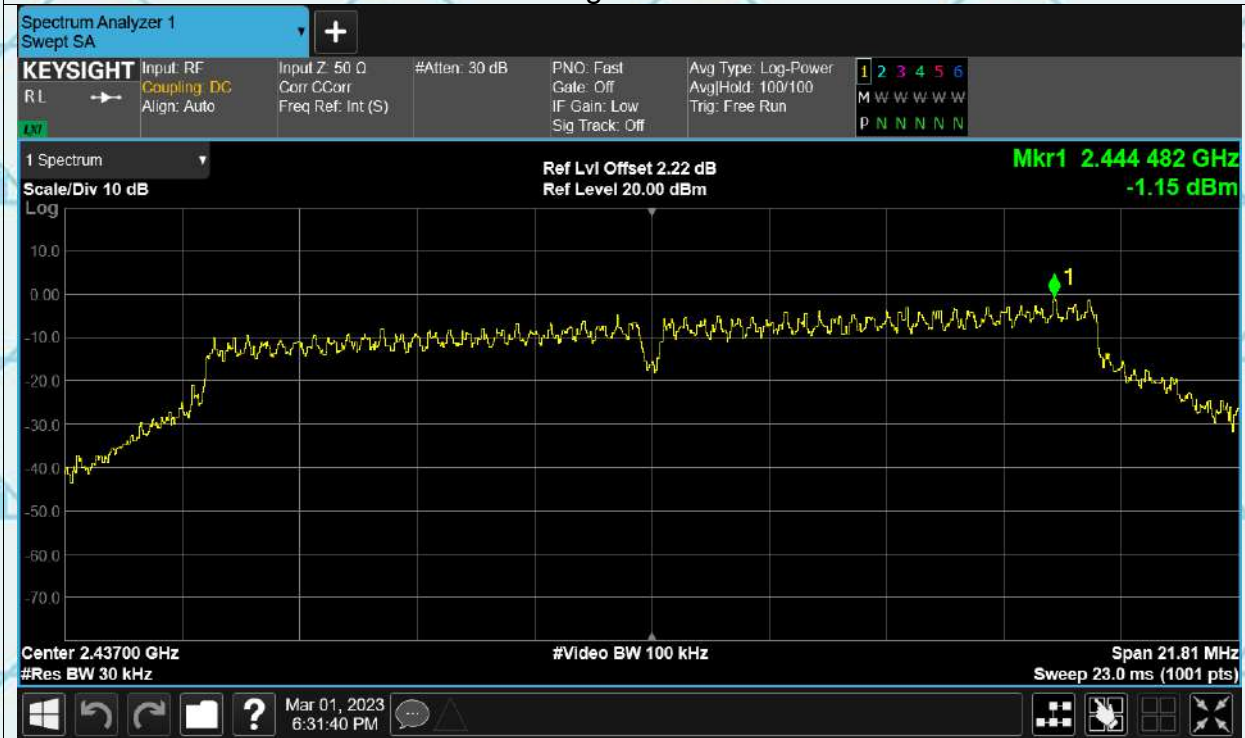 Spectrum Analyzer 1
Swept SA
+
KEYSIGHT
RL
LXI
Input: RF
Coupling: DC
Align: Auto
Input Z: 50 Ω
Corr CCorr
Freq Ref: Int (S)
#Atten: 30 dB
PNO: Fast
Gate: Off
IF Gain: Low
Sig Track: Off
Avg Type: Log-Power
Avg|Hold: 100/100
Trig: Free Run
1 2 3 4 5 6
M W W W W W
P N N N N N
1 Spectrum
Scale/Div 10 dB
Log
Ref Lvl Offset 2.22 dB
Ref Level 20.00 dBm
Mkr1 2.444 482 GHz
-1.15 dBm
10.0
0.00
-10.0
-20.0
-30.0
-40.0
-50.0
-60.0
-70.0
1
Center 2.43700 GHz
#Res BW 30 kHz
#Video BW 100 kHz
Span 21.81 MHz
Sweep 23.0 ms (1001 pts)
?
Mar 01, 2023
6:31:40 PM